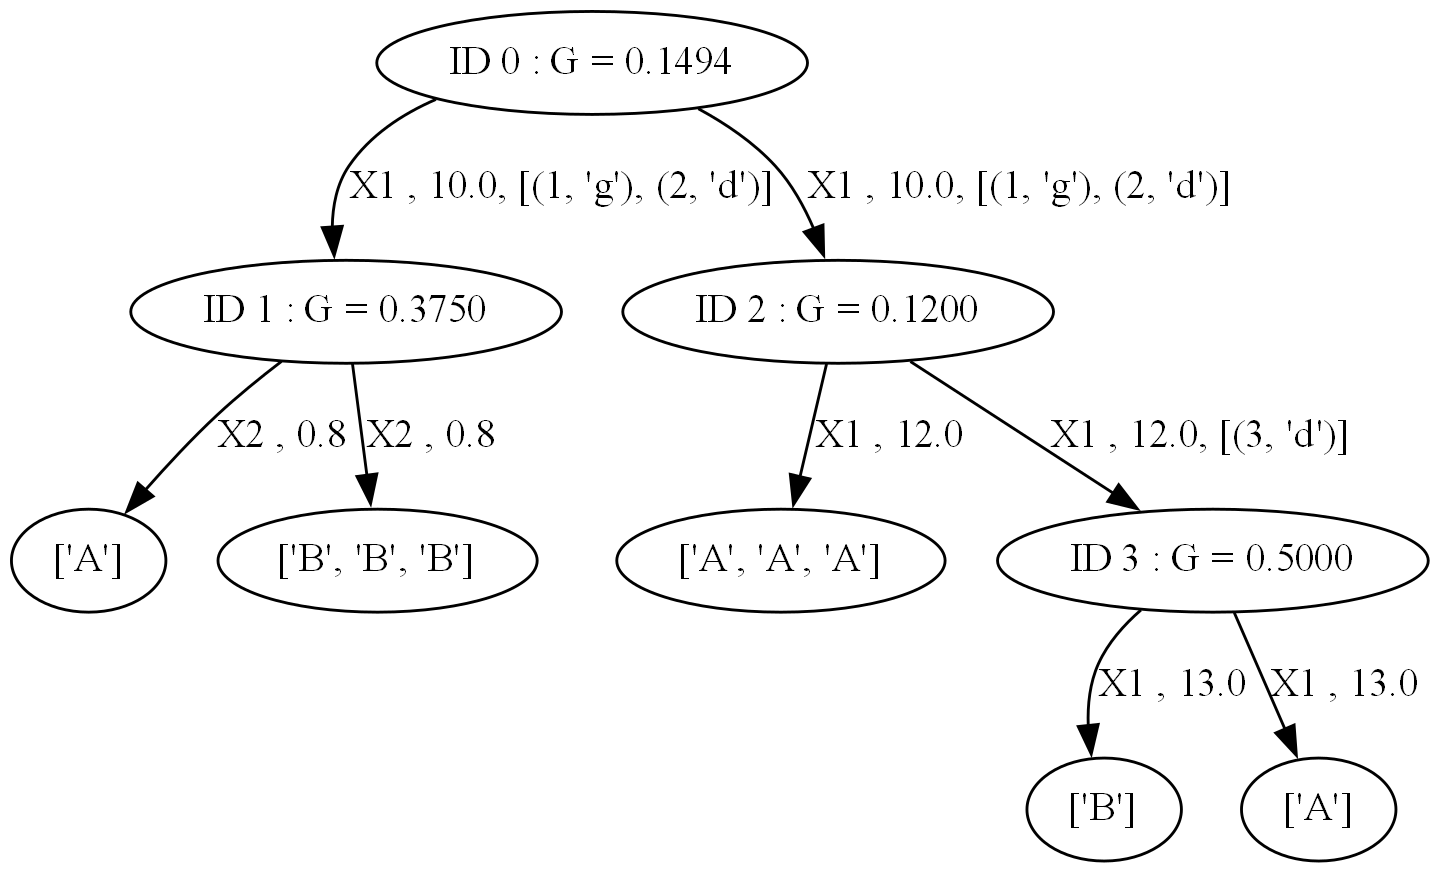 ID 0 : G = 0.1494
X1 , 10.0, [(1, 'g'), (2, 'd')]
X1 , 10.0, [(1, 'g'), (2, 'd')]
ID 1 : G = 0.3750
ID 2 : G = 0.1200
X2 , 0.8
X2 , 0.8
X1 , 12.0
X1 , 12.0, [(3, 'd')]
['A']
['B', 'B', 'B']
['A', 'A', 'A']
ID 3 : G = 0.5000
X1 , 13.0
X1 , 13.0
['B']
['A']